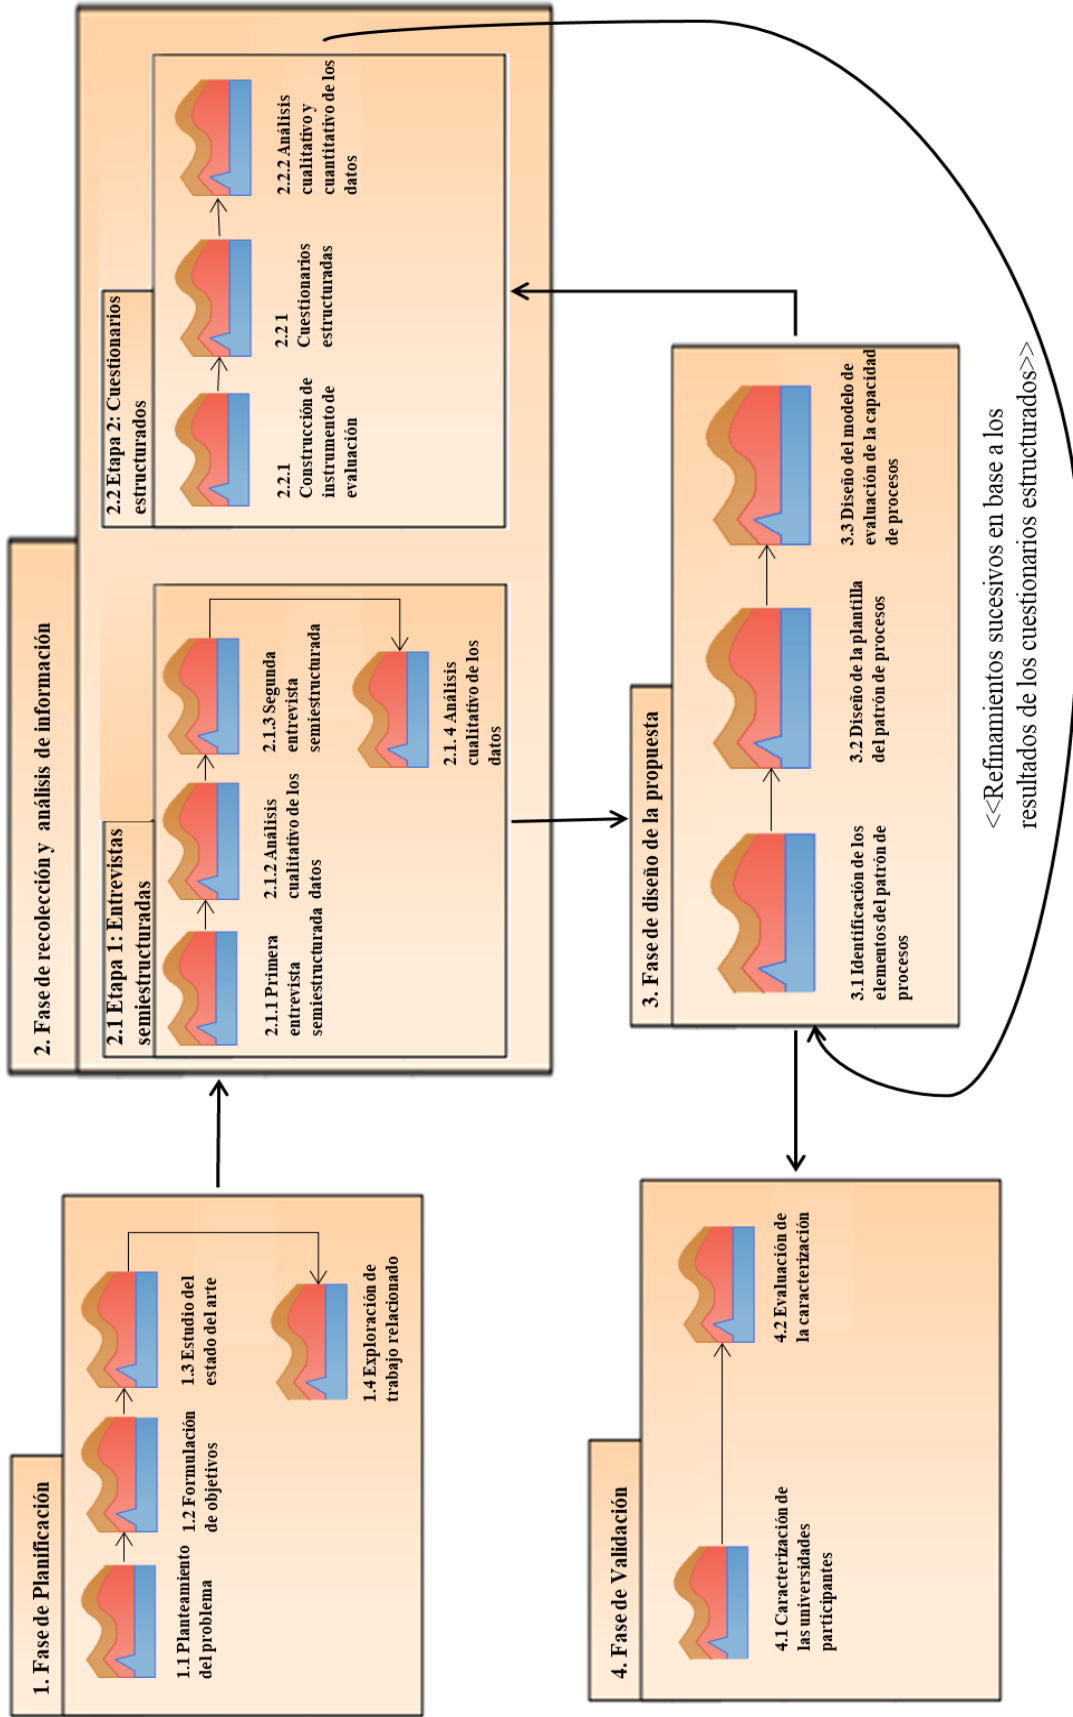 1. Fase de Planificación
1.1 Planteamiento
del problema
1.2 Formulación
de objetivos
1.3 Estudio del
estado del arte
1.4 Exploración de
trabajo relacionado
2. Fase de recolección y análisis de información
2.1 Etapa 1: Entrevistas
semiestructuradas
2.1.1 Primera
entrevista
semiestructurada
2.1.2 Análisis
cualitativo de los
datos
2.1.3 Segunda
entrevista
semiestructurada
2.1.4 Análisis
cualitativo de los
datos
2.2 Etapa 2: Cuestionarios
estructurados
2.2.1
Construcción de
instrumento de
evaluación
2.2 1
Cuestionarios
estructuradas
2.2.2 Análisis
cualitativo y
cuantitativo de los
datos
3. Fase de diseño de la propuesta
3.1 Identificación de los
elementos del patrón de
procesos
3.2 Diseño de la plantilla
del patrón de procesos
3.3 Diseño del modelo de
evaluación de la capacidad
de procesos
<<Refinamientos sucesivos en base a los
resultados de los cuestionarios estructurados>>
4. Fase de Validación
4.1 Caracterización de
las universidades
participantes
4.2 Evaluación de
la caracterización